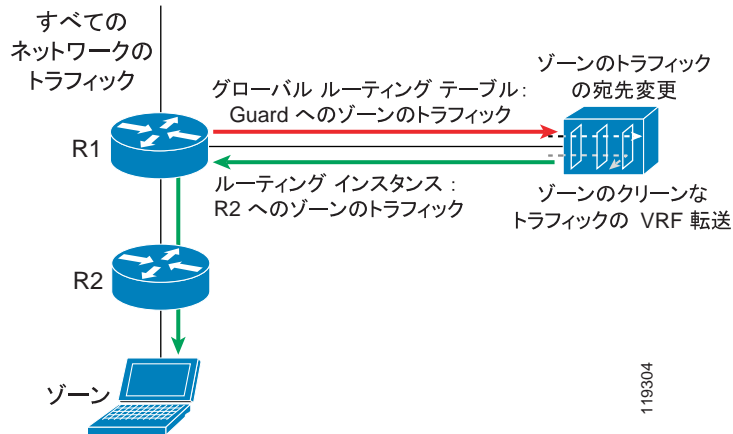 すべての
ネットワークの
トラフィック
グローバル ルーティング テーブル：
Guard へのゾーンのトラフィック
ゾーンのトラフィック
の宛先変更
R1
ルーティング インスタンス：
R2 へのゾーンのトラフィック
ゾーンのクリーンな
トラフィックの VRF 転送
R2
ゾーン
119304